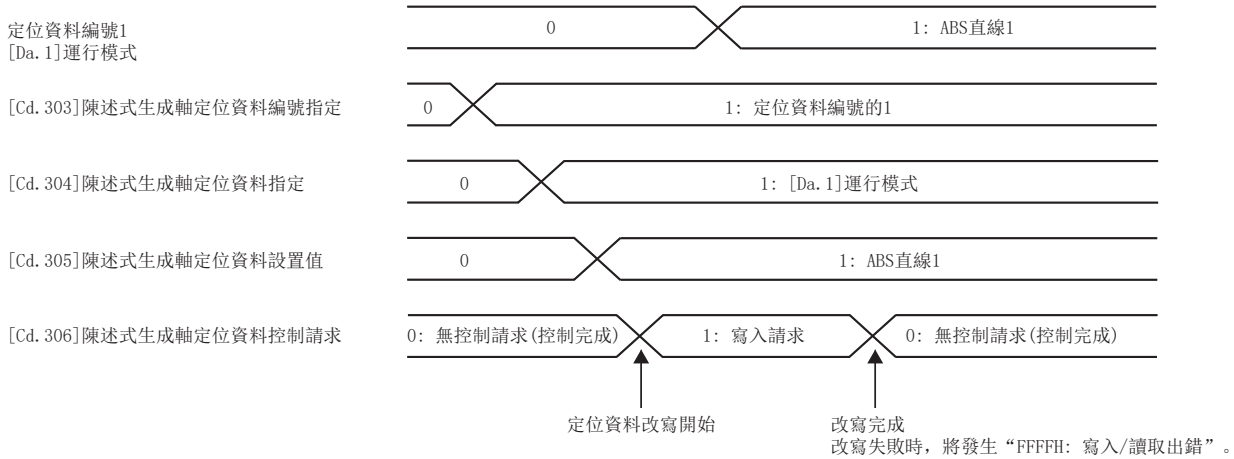 定位資料編號1
[Da.1]運行模式
0
1: ABS直線1
[Cd.303]陳述式生成軸定位資料編號指定
0
1: 定位資料編號的1
[Cd.304]陳述式生成軸定位資料指定
0
1: [Da.1]運行模式
[Cd.305]陳述式生成軸定位資料設置值
0
1: ABS直線1
[Cd.306]陳述式生成軸定位資料控制請求
0: 無控制請求(控制完成)
1: 寫入請求
0: 無控制請求(控制完成)
定位資料改寫開始
改寫完成
改寫失敗時，將發生“FFFFH: 寫入/讀取出錯”。